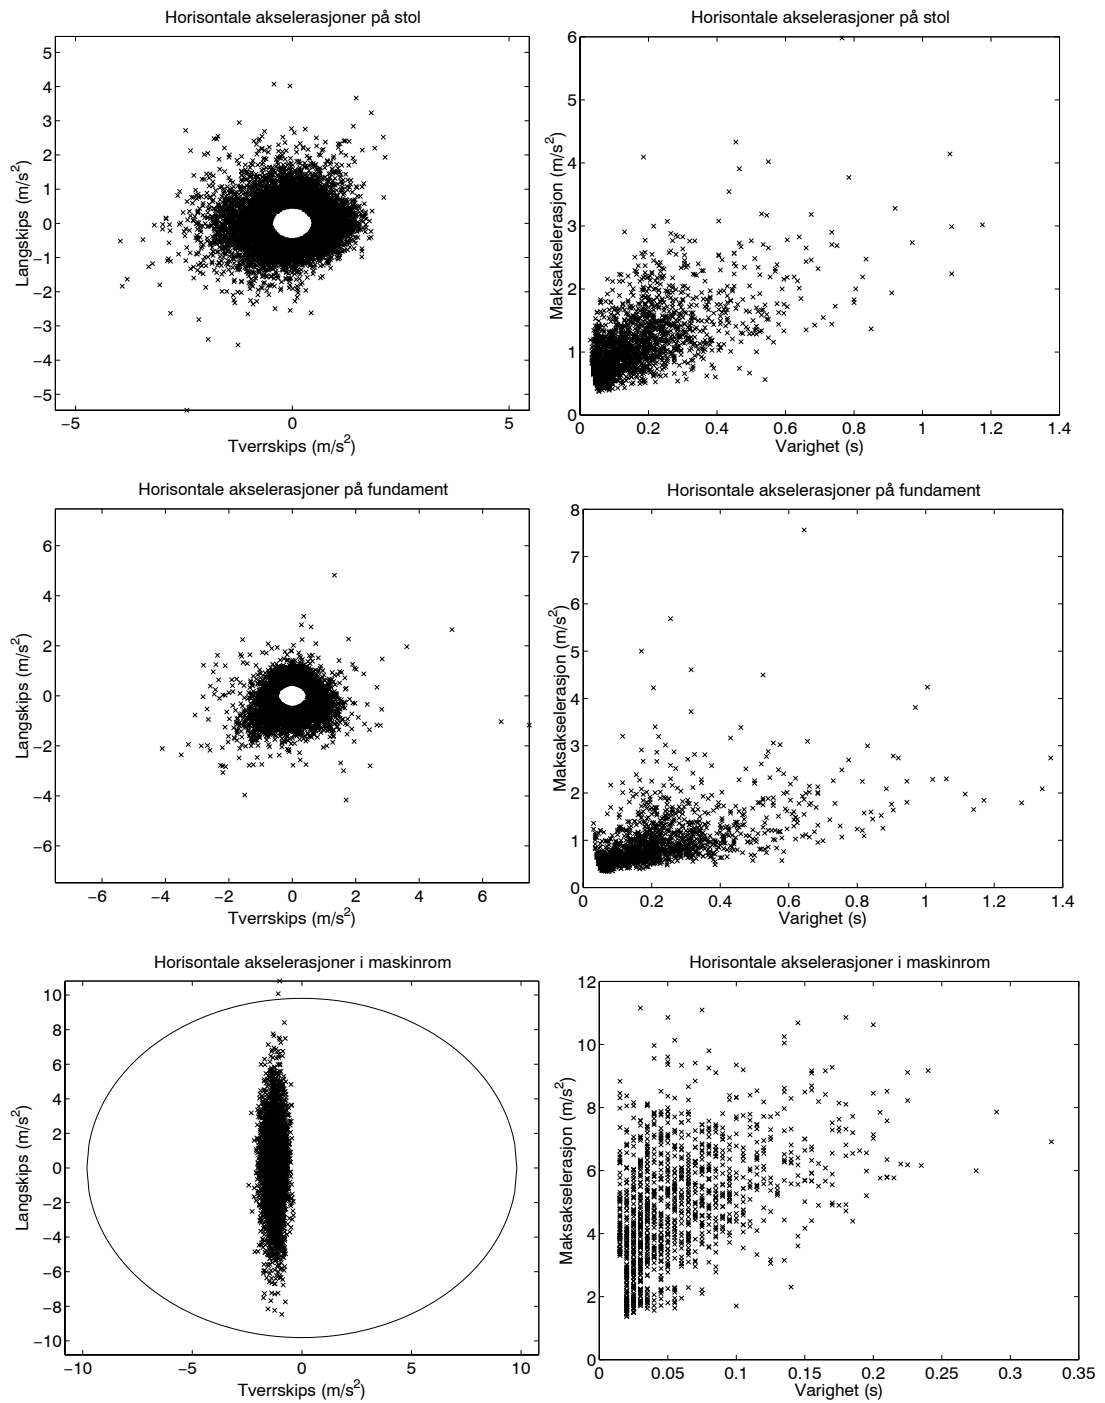 Horisontale akselerasjoner på stol
5
4
3
2
1
0
−1
−2
−3
−4
−5
Langskips (m/s²)
−5 0 5
Tverrskips (m/s²)
Horisontale akselerasjoner på stol
6
5
4
3
2
1
0
Maksakselerasjon (m/s²)
0 0.2 0.4 0.6 0.8 1 1.2 1.4
Varighet (s)
Horisontale akselerasjoner på fundament
6
4
2
0
−2
−4
−6
Langskips (m/s²)
−6 −4 −2 0 2 4 6
Tverrskips (m/s²)
Horisontale akselerasjoner på fundament
8
7
6
5
4
3
2
1
0
Maksakselerasjon (m/s²)
0 0.2 0.4 0.6 0.8 1 1.2 1.4
Varighet (s)
Horisontale akselerasjoner i maskinrom
10
8
6
4
2
0
−2
−4
−6
−8
−10
Langskips (m/s²)
−10 −5 0 5 10
Tverrskips (m/s²)
Horisontale akselerasjoner i maskinrom
12
10
8
6
4
2
0
Maksakselerasjon (m/s²)
0 0.05 0.1 0.15 0.2 0.25 0.3 0.35
Varighet (s)